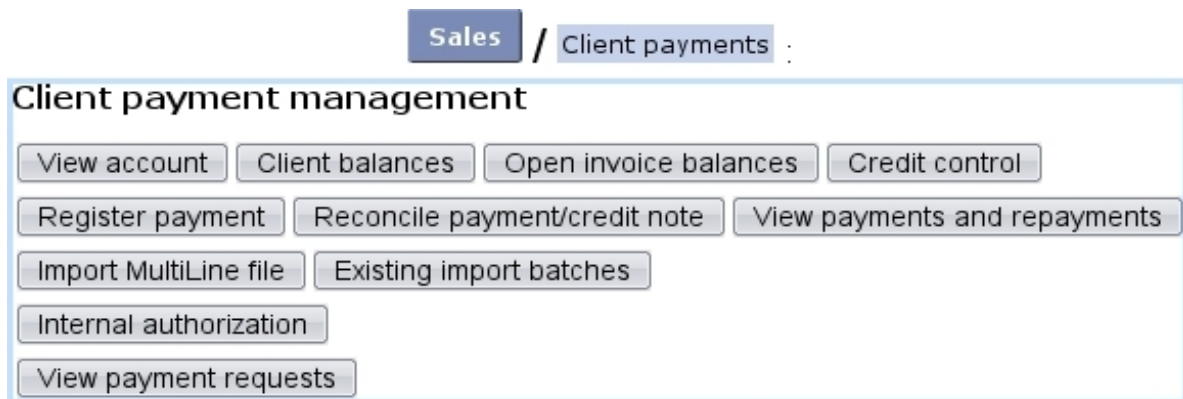 Sales / Client payments :
Client payment management
View account Client balances Open invoice balances Credit control
Register payment Reconcile payment/credit note View payments and repayments
Import MultiLine file Existing import batches
Internal authorization
View payment requests